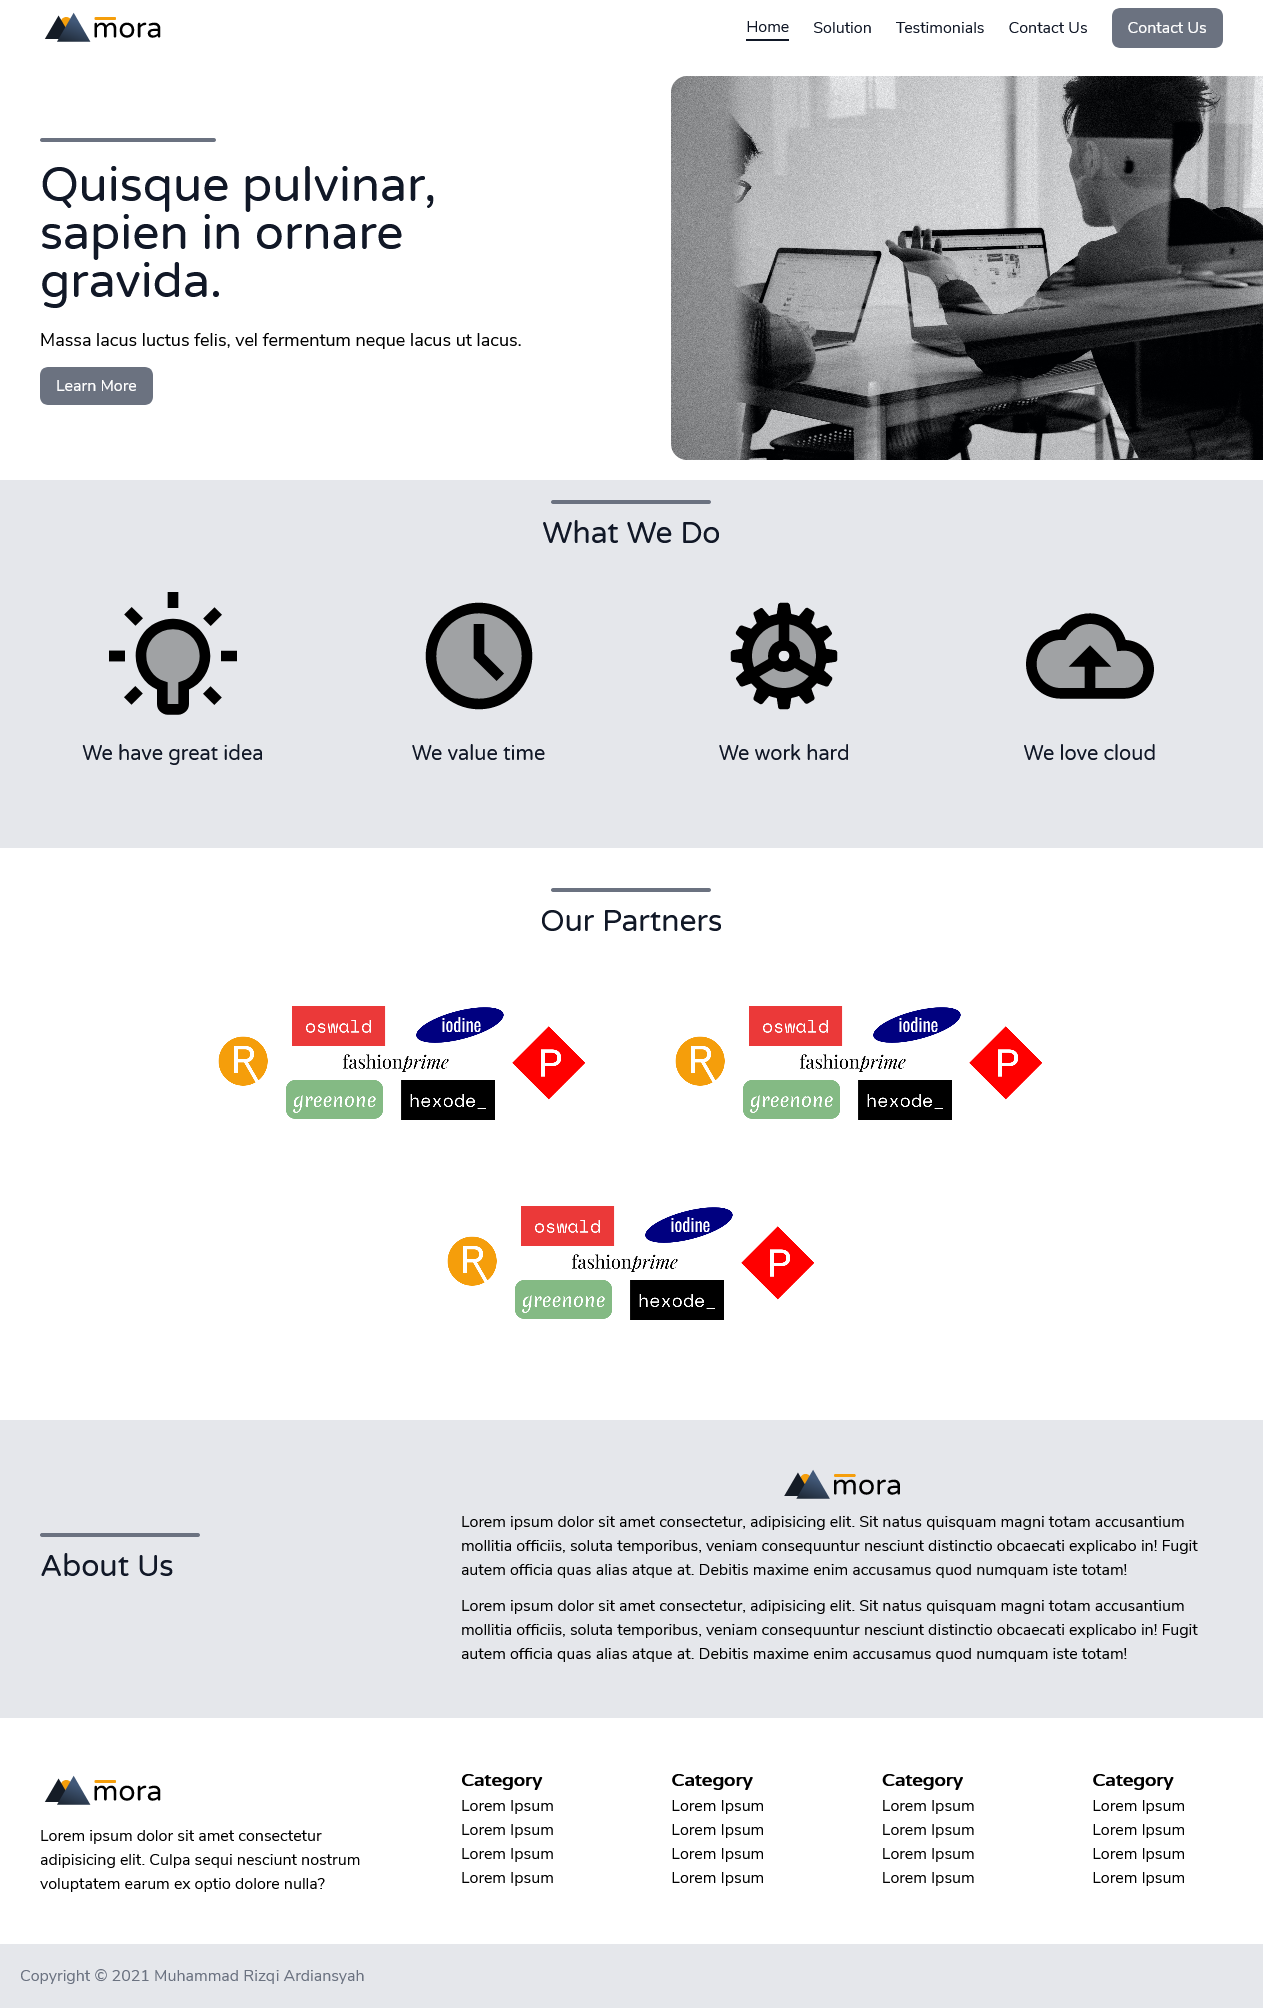 mora
Home Solution Testimonials Contact Us Contact Us
Quisque pulvinar,
sapien in ornare
gravida.
Massa lacus luctus felis, vel fermentum neque lacus ut lacus.
Learn More
What We Do
We have great idea
We value time
We work hard
We love cloud
Our Partners
R
oswald
iodine
fashionprime
greenone
hexode_
P
R
oswald
iodine
fashionprime
greenone
hexode_
P
R
oswald
iodine
fashionprime
greenone
hexode_
P
About Us
mora
Lorem ipsum dolor sit amet consectetur, adipisicing elit. Sit natus quisquam magni totam accusantium
mollitia officiis, soluta temporibus, veniam consequuntur nesciunt distinctio obcaecati explicabo in! Fugit
autem officia quas alias atque at. Debitis maxime enim accusamus quod numquam iste totam!
Lorem ipsum dolor sit amet consectetur, adipisicing elit. Sit natus quisquam magni totam accusantium
mollitia officiis, soluta temporibus, veniam consequuntur nesciunt distinctio obcaecati explicabo in! Fugit
autem officia quas alias atque at. Debitis maxime enim accusamus quod numquam iste totam!
mora
Lorem ipsum dolor sit amet consectetur
adipisicing elit. Culpa sequi nesciunt nostrum
voluptatem earum ex optio dolore nulla?
Category
Lorem Ipsum
Lorem Ipsum
Lorem Ipsum
Lorem Ipsum
Category
Lorem Ipsum
Lorem Ipsum
Lorem Ipsum
Lorem Ipsum
Category
Lorem Ipsum
Lorem Ipsum
Lorem Ipsum
Lorem Ipsum
Category
Lorem Ipsum
Lorem Ipsum
Lorem Ipsum
Lorem Ipsum
Copyright © 2021 Muhammad Rizqi Ardiansyah